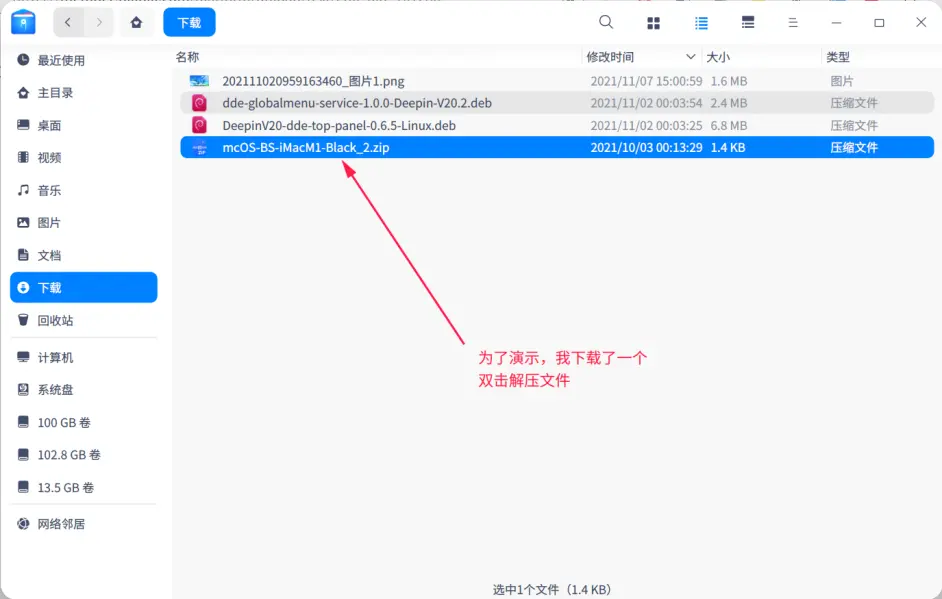 下载
名称 修改时间 大小 类型
最近使用
主目录
桌面
视频
音乐
图片
文档
下载
回收站
计算机
系统盘
100 GB 卷
102.8 GB 卷
13.5 GB 卷
网络邻居
202111020959163460_图片1.png 2021/11/07 15:00:59 1.6 MB 图片
dde-globalmenu-service-1.0.0-Deepin-V20.2.deb 2021/11/02 00:03:54 2.4 MB 压缩文件
DeepinV20-dde-top-panel-0.6.5-Linux.deb 2021/11/02 00:03:25 6.8 MB 压缩文件
mcOS-BS-iMacM1-Black_2.zip 2021/10/03 00:13:29 1.4 KB 压缩文件
为了演示，我下载了一个
双击解压文件
选中1个文件（1.4 KB）